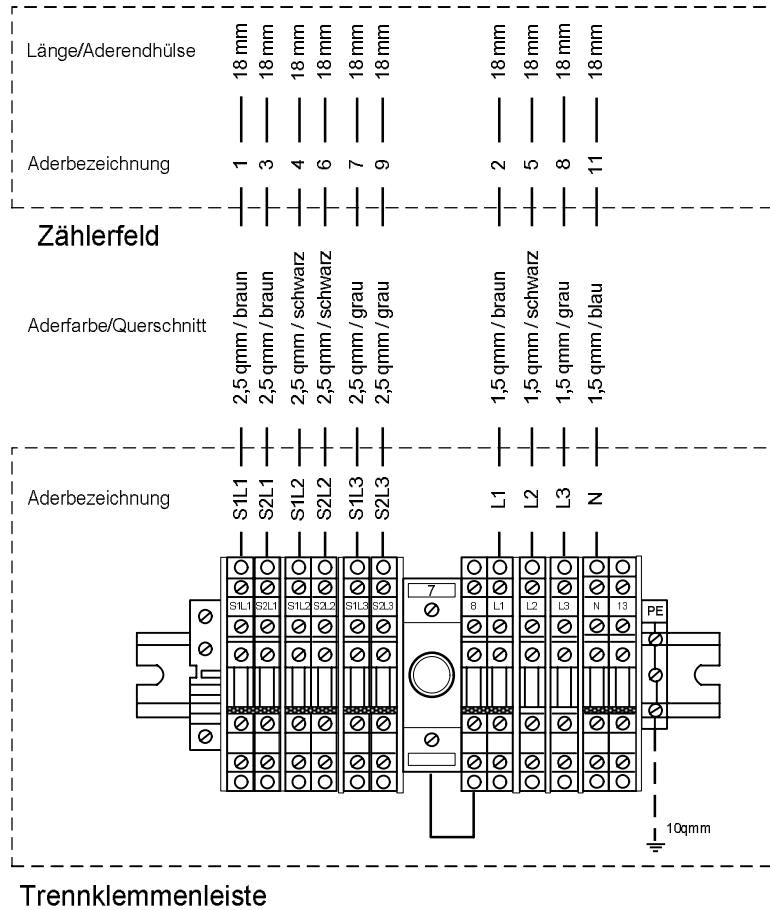 Länge/Aderendhülse
18 mm 18 mm 18 mm 18 mm 18 mm 18 mm 18 mm 18 mm 18 mm 18 mm
Aderbezeichnung
1 3 4 6 7 9 2 5 8 11
Zählerfeld
Aderfarbe/Querschnitt
2,5 qmm / braun
2,5 qmm / braun
2,5 qmm / schwarz
2,5 qmm / schwarz
2,5 qmm / grau
2,5 qmm / grau
1,5 qmm / braun
1,5 qmm / schwarz
1,5 qmm / grau
1,5 qmm / blau
Aderbezeichnung
S1L1 S2L1 S1L2 S2L2 S1L3 S2L3 L1 L2 L3 N
7
S1L1 S2L1 S1L2 S2L2 S1L3 S2L3 8 L1 L2 L3 N 13 PE
10qmm
Trennklemmenleiste